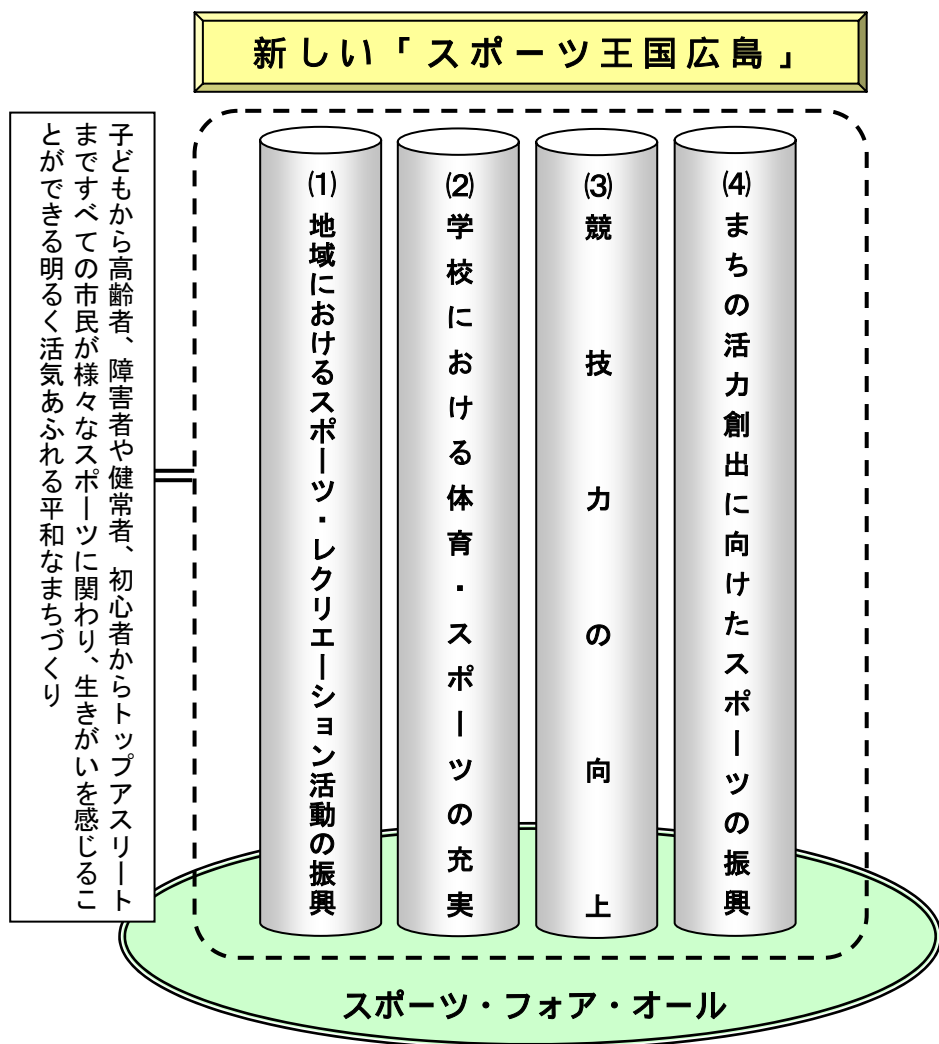 新しい「スポーツ王国広島」
子どもから高齢者、障害者や健常者、初心者からトップアスリート
まですべての市民が様々なスポーツに関わり、生きがいを感じるこ
とができる明るく活気あふれる平和なまちづくり
(1)地域におけるスポーツ・レクリエーション活動の振興
(2)学校における体育・スポーツの充実
(3)競技力の向上
(4)まちの活力創出に向けたスポーツの振興
スポーツ・フォア・オール